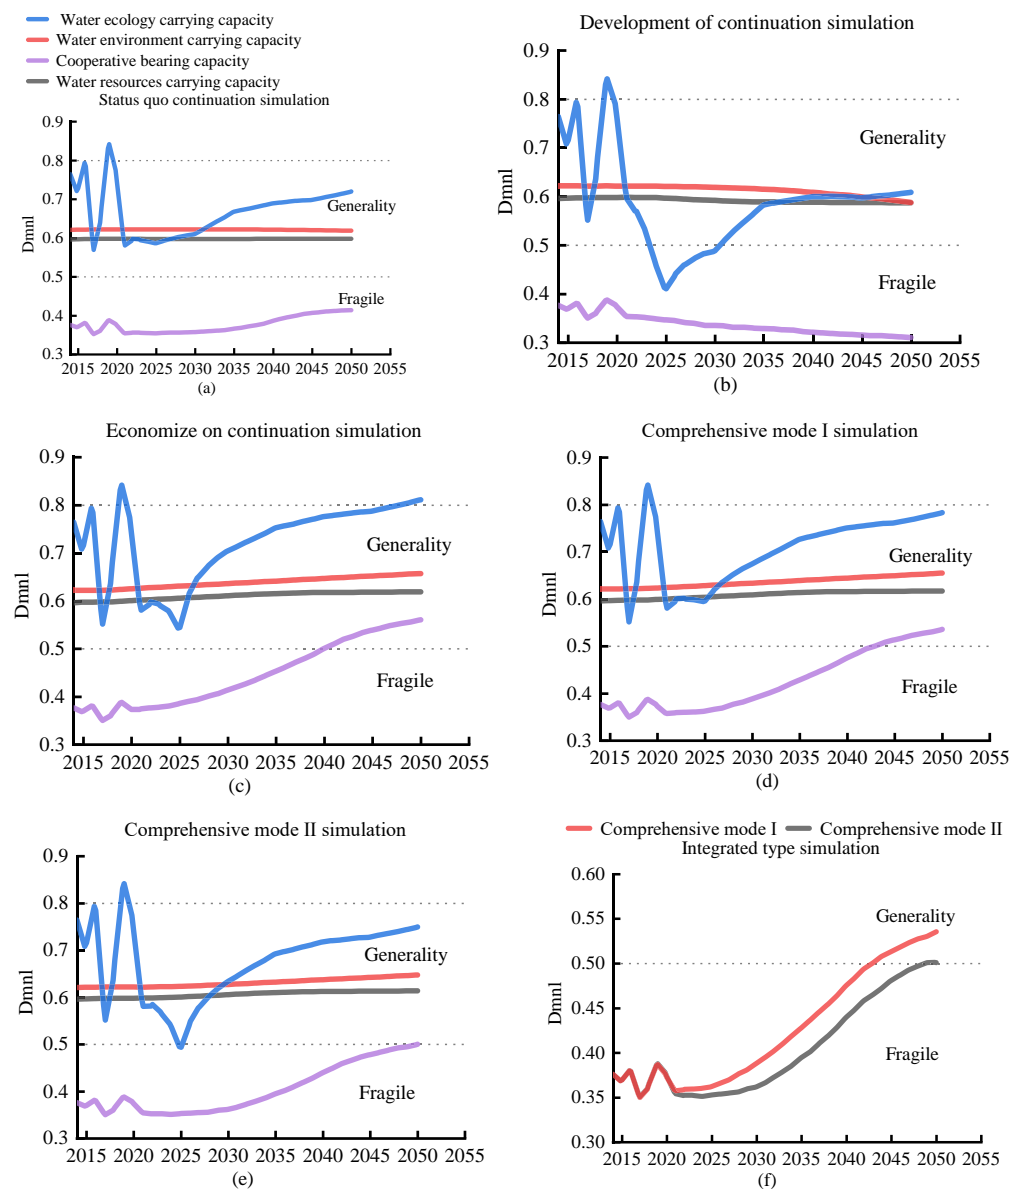 Water ecology carrying capacity
Water environment carrying capacity
Cooperative bearing capacity
Water resources carrying capacity
Status quo continuation simulation
0.9
0.8
0.7
0.6
0.5
0.4
0.3
Dmnl
Generality
Fragile
2015 2020 2025 2030 2035 2040 2045 2050 2055
(a)
Development of continuation simulation
0.9
0.8
0.7
0.6
0.5
0.4
0.3
Dmnl
Generality
Fragile
2015 2020 2025 2030 2035 2040 2045 2050 2055
(b)
Economize on continuation simulation
0.9
0.8
0.7
0.6
0.5
0.4
0.3
Dmnl
Generality
Fragile
2015 2020 2025 2030 2035 2040 2045 2050 2055
(c)
Comprehensive mode I simulation
0.9
0.8
0.7
0.6
0.5
0.4
0.3
Dmnl
Generality
Fragile
2015 2020 2025 2030 2035 2040 2045 2050 2055
(d)
Comprehensive mode II simulation
0.9
0.8
0.7
0.6
0.5
0.4
0.3
Dmnl
Generality
Fragile
2015 2020 2025 2030 2035 2040 2045 2050 2055
(e)
Comprehensive mode I Comprehensive mode II
Integrated type simulation
0.60
0.55
0.50
0.45
0.40
0.35
0.30
Dmnl
Generality
Fragile
2015 2020 2025 2030 2035 2040 2045 2050 2055
(f)